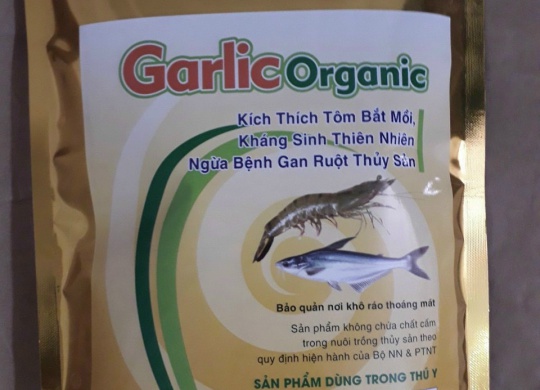 Garlic Organic
Kích Thích Tôm Bắt Mồi,
Kháng Sinh Thiên Nhiên
Ngừa Bệnh Gan Ruột Thủy Sản
Bảo quản nơi khô ráo thoáng mát
Sản phẩm không chứa chất cấm
trong nuôi trồng thủy sản theo
quy định hiện hành của Bộ NN & PTNT
SẢN PHẨM DÙNG TRONG THÚ Y